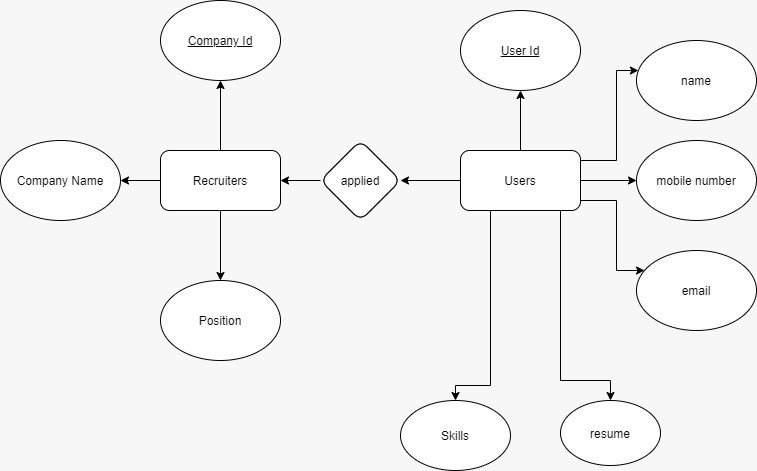 Company Id
User Id
name
Company Name
Recruiters
applied
Users
mobile number
email
Position
Skills
resume